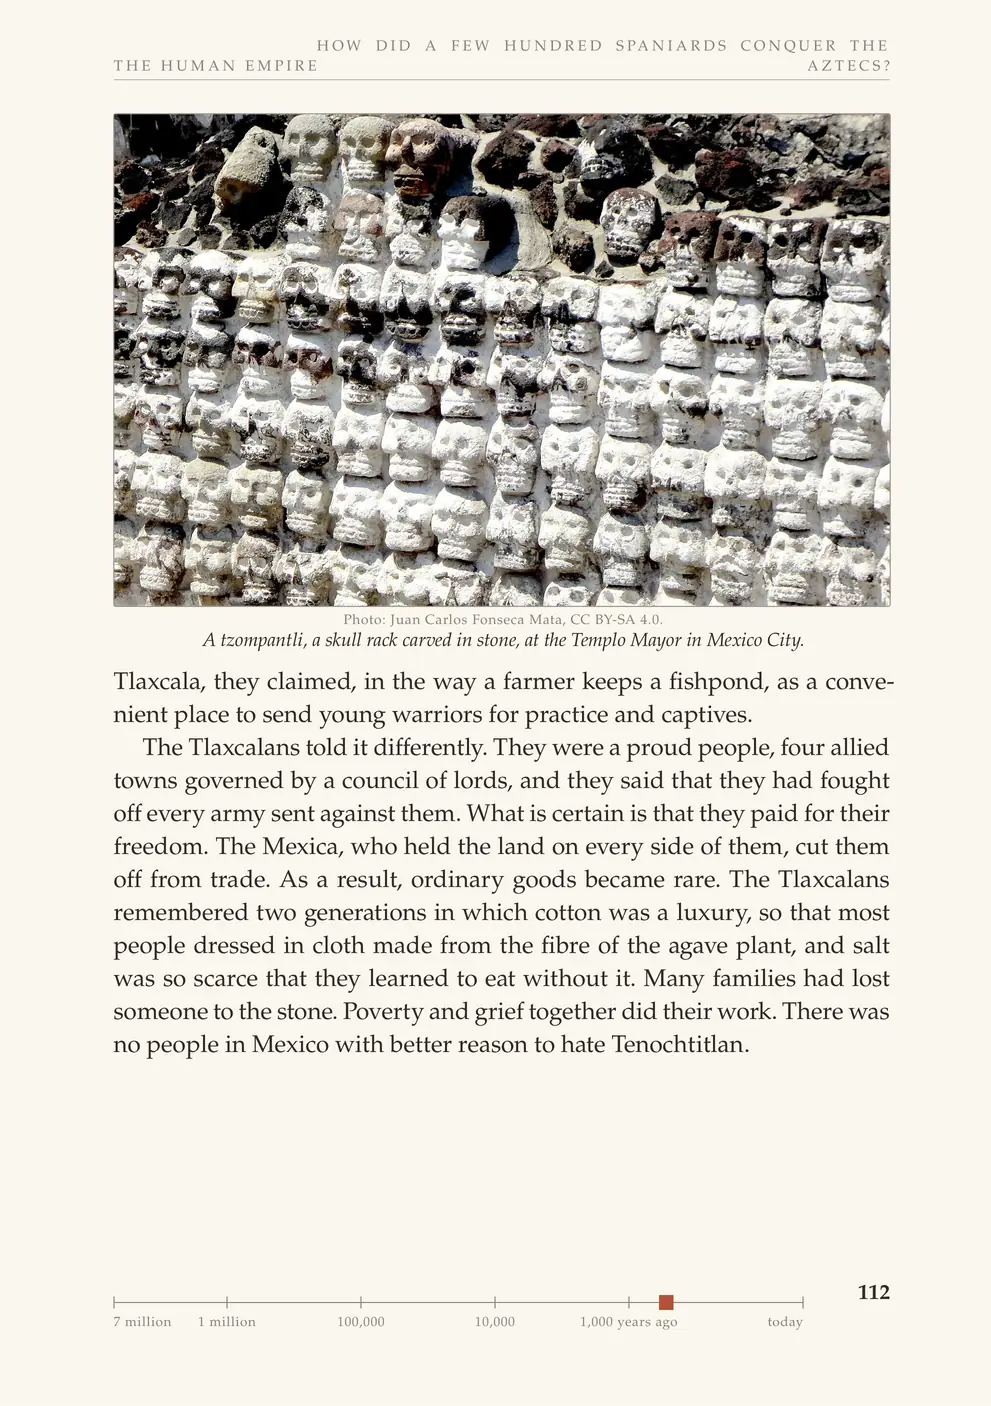 HOW DID A FEW HUNDRED SPANIARDS CONQUER THE
THE HUMAN EMPIRE AZTECS?
Photo: Juan Carlos Fonseca Mata, CC BY-SA 4.0.
A tzompantli, a skull rack carved in stone, at the Templo Mayor in Mexico City.
Tlaxcala, they claimed, in the way a farmer keeps a fishpond, as a conve-
nient place to send young warriors for practice and captives.
The Tlaxcalans told it differently. They were a proud people, four allied
towns governed by a council of lords, and they said that they had fought
off every army sent against them. What is certain is that they paid for their
freedom. The Mexica, who held the land on every side of them, cut them
off from trade. As a result, ordinary goods became rare. The Tlaxcalans
remembered two generations in which cotton was a luxury, so that most
people dressed in cloth made from the fibre of the agave plant, and salt
was so scarce that they learned to eat without it. Many families had lost
someone to the stone. Poverty and grief together did their work. There was
no people in Mexico with better reason to hate Tenochtitlan.
112
7 million 1 million 100,000 10,000 1,000 years ago today